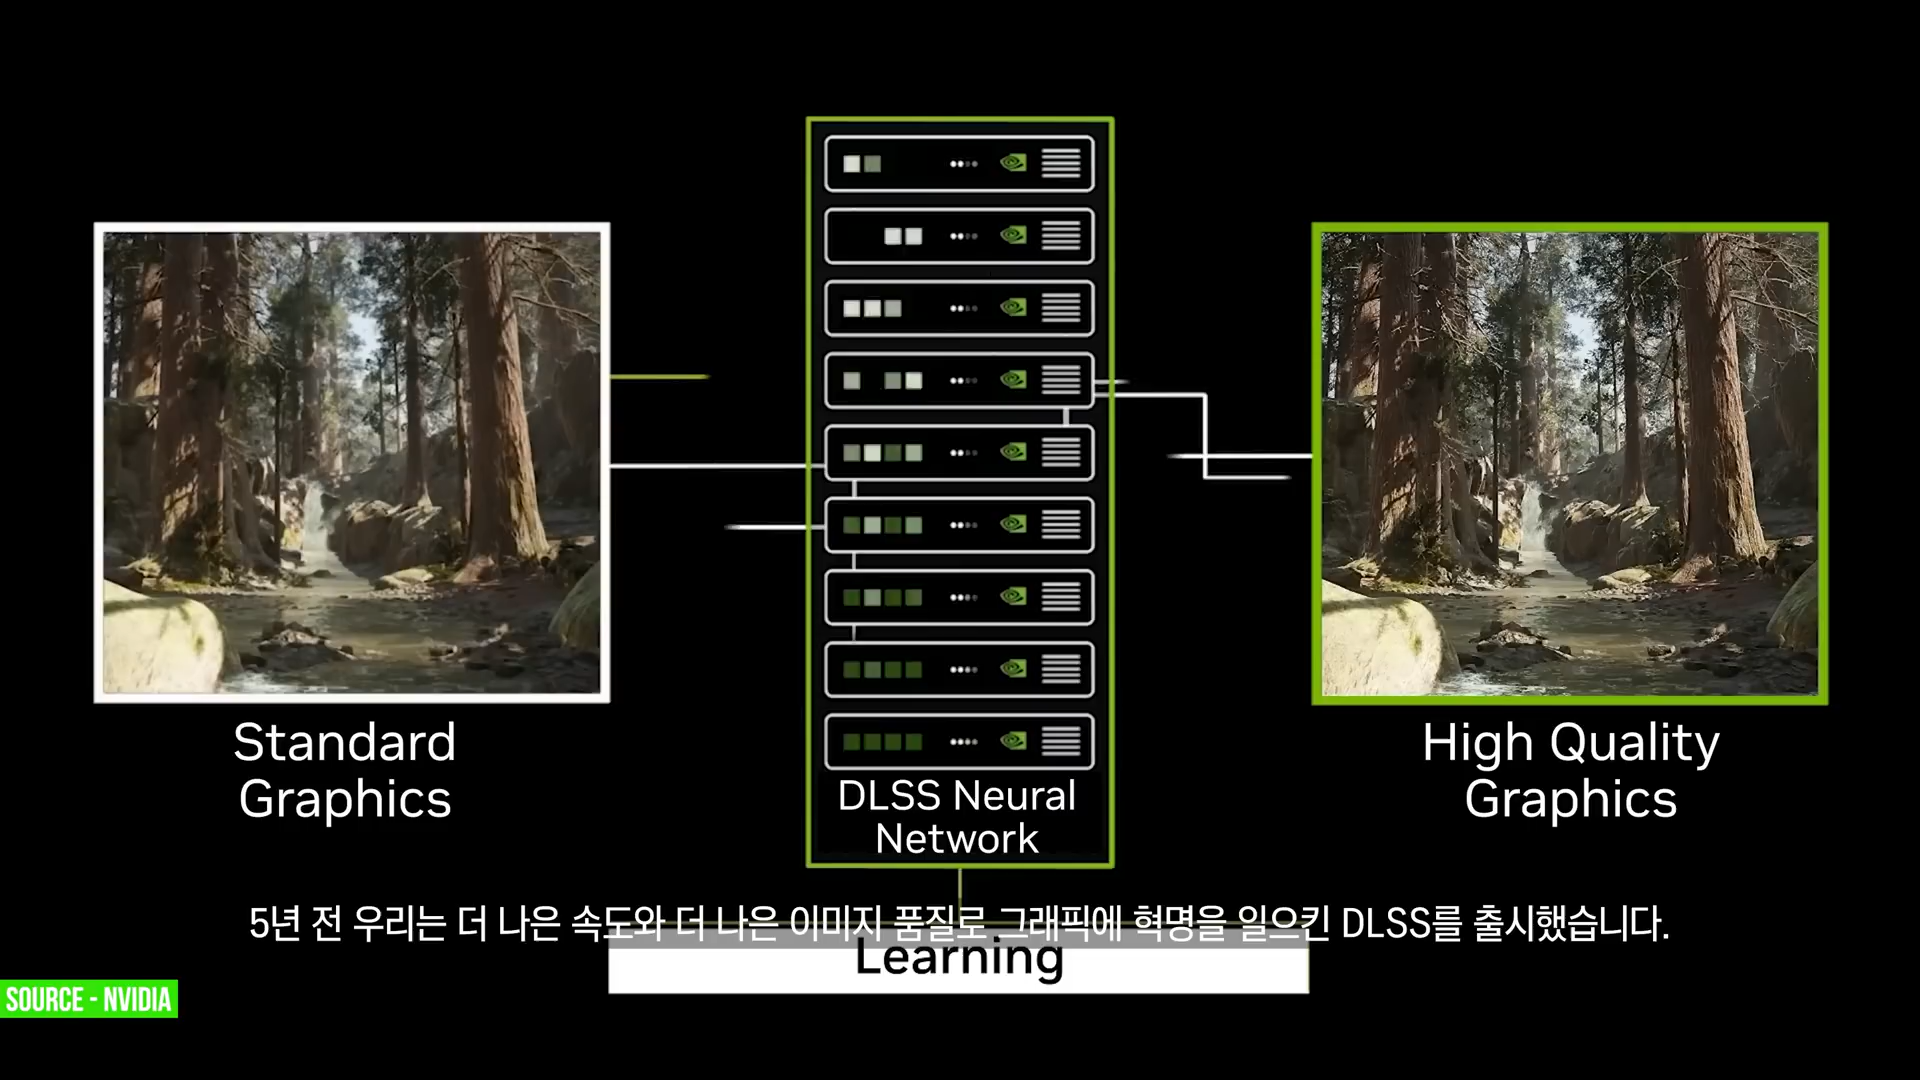 Standard
Graphics
DLSS Neural
Network
High Quality
Graphics
5년 전 우리는 더 나은 속도와 더 나은 이미지 품질로 그래픽에 혁명을 일으킨 DLSS를 출시했습니다.
Learning
SOURCE - NVIDIA